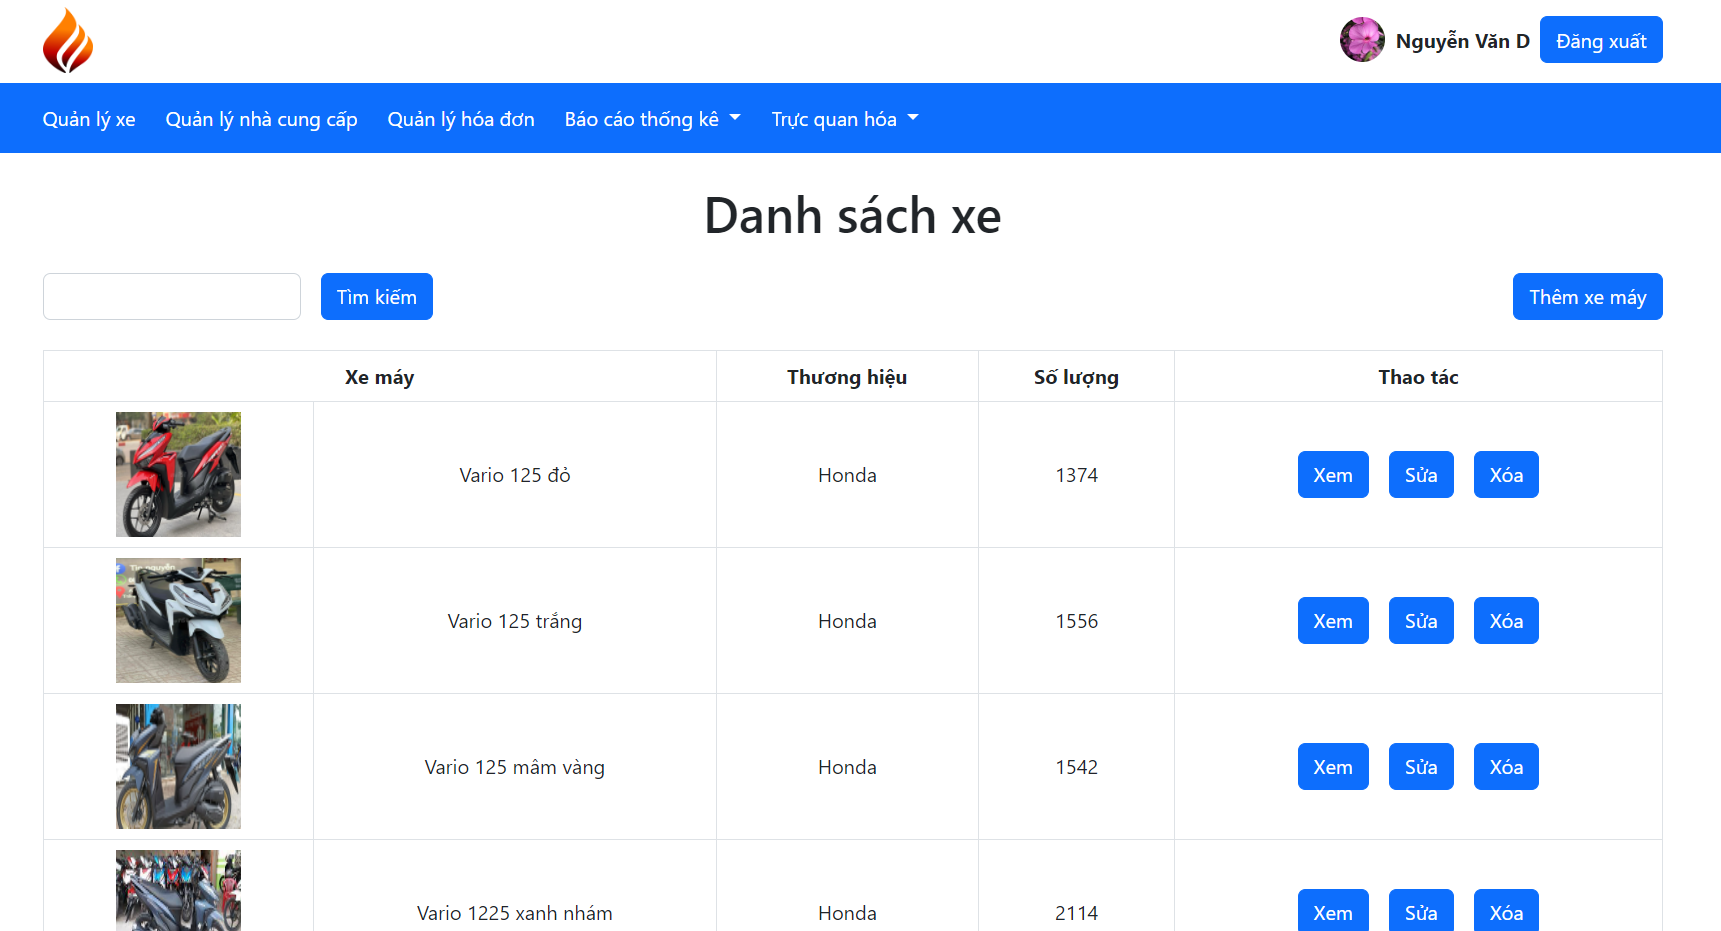 Nguyễn Văn D Đăng xuất
Quản lý xe Quản lý nhà cung cấp Quản lý hóa đơn Báo cáo thống kê Trực quan hóa
Danh sách xe
Tìm kiếm Thêm xe máy
Xe máy Thương hiệu Số lượng Thao tác
Vario 125 đỏ Honda 1374 Xem Sửa Xóa
Tin nguyễn
Vario 125 trắng Honda 1556 Xem Sửa Xóa
Vario 125 mâm vàng Honda 1542 Xem Sửa Xóa
Vario 1225 xanh nhám Honda 2114 Xem Sửa Xóa